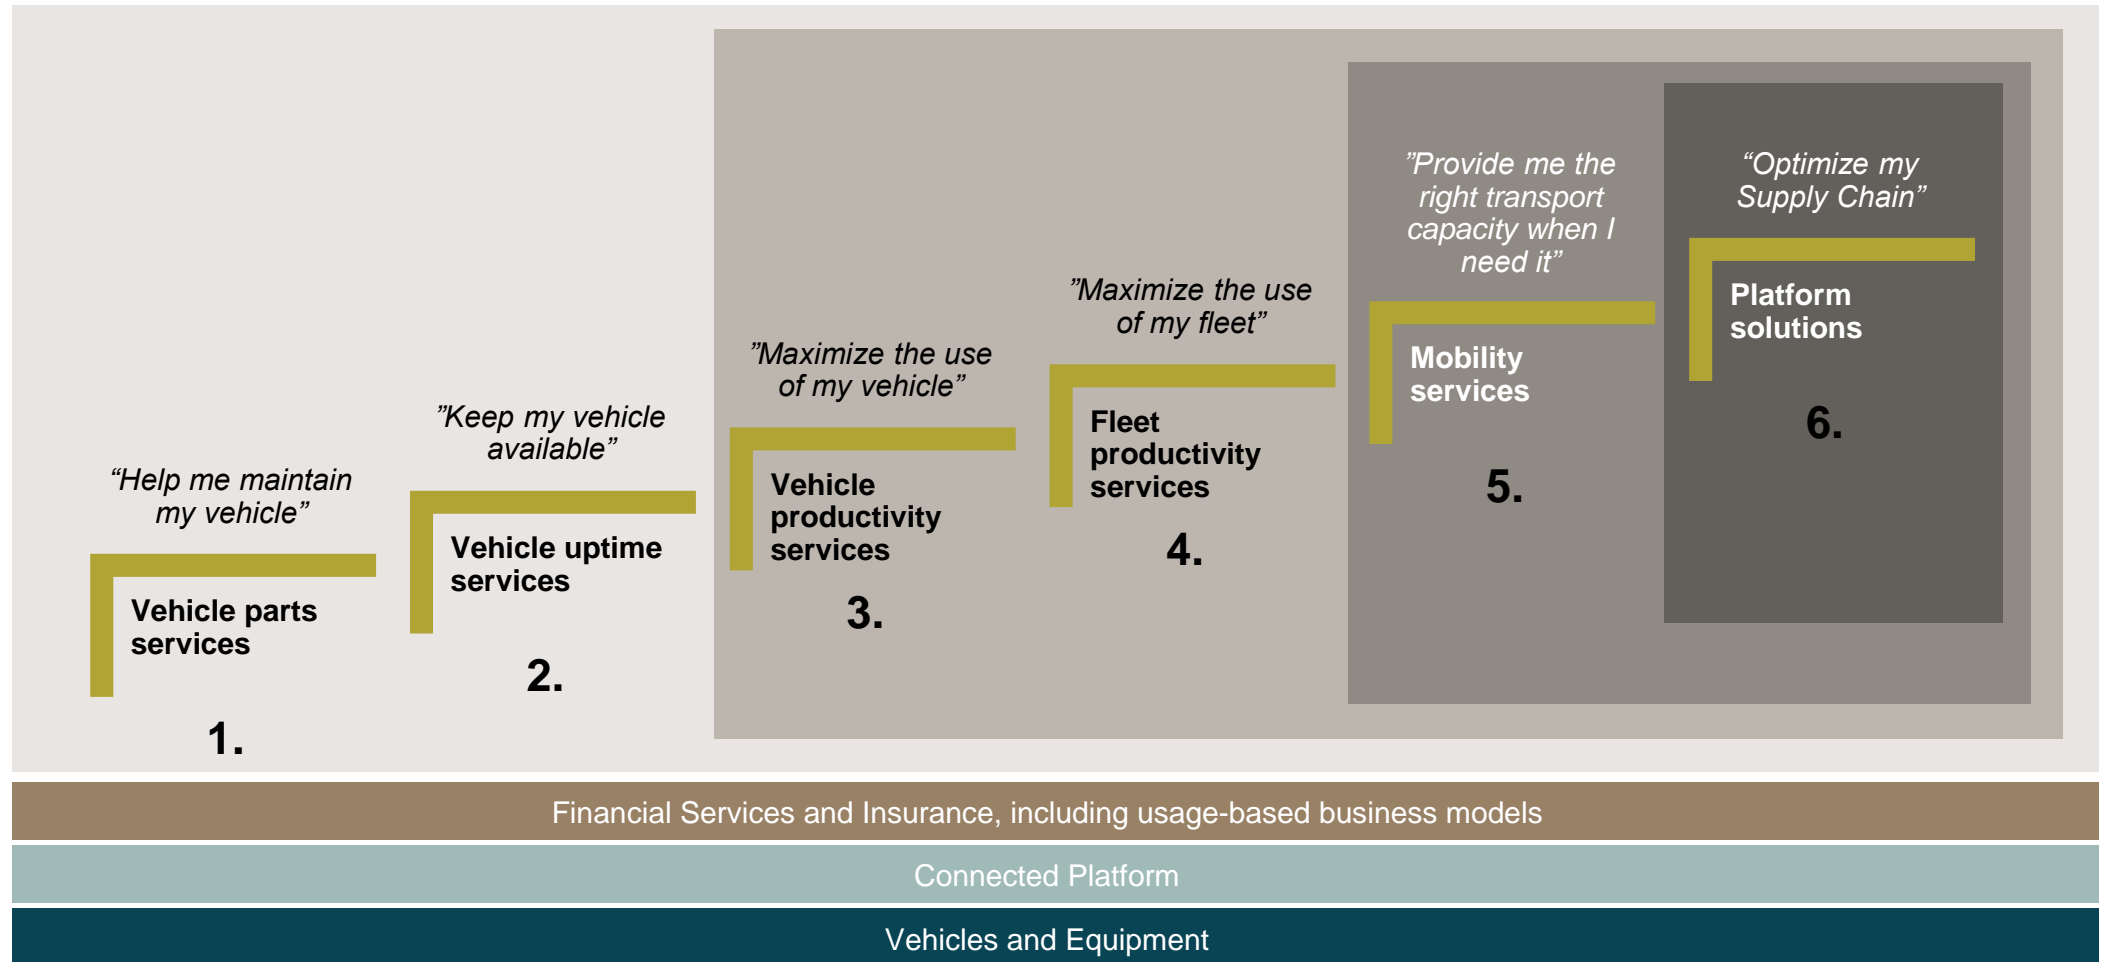 “Help me maintain
my vehicle”
Vehicle parts
services
1.
”Keep my vehicle
available”
Vehicle uptime
services
2.
”Maximize the use
of my vehicle”
Vehicle
productivity
services
3.
”Maximize the use
of my fleet”
Fleet
productivity
services
4.
”Provide me the
right transport
capacity when I
need it”
Mobility
services
5.
“Optimize my
Supply Chain”
Platform
solutions
6.
Financial Services and Insurance, including usage-based business models
Connected Platform
Vehicles and Equipment